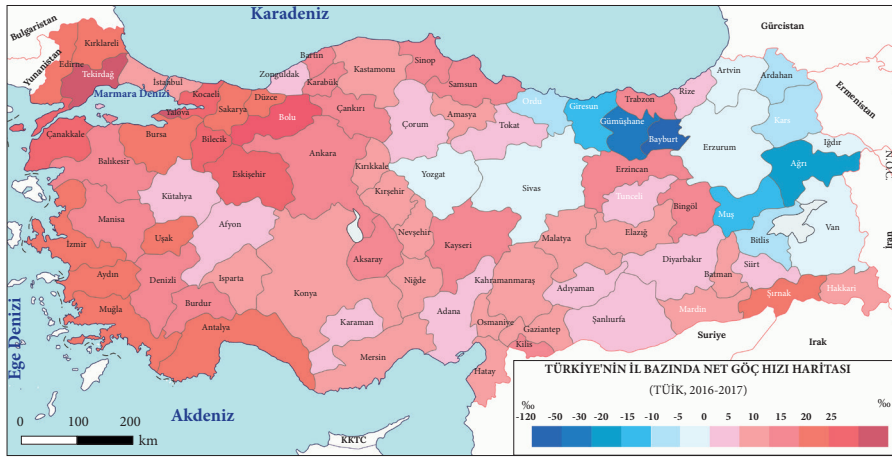 Karadeniz
Bulgaristan
Gürcistan
Kırklareli
Yunanistan
Edirne
Tekirdağ
İstanbul
Marmara Denizi
Kocaeli
Yalova
Sakarya
Düzce
Zonguldak
Bartın
Karabük
Kastamonu
Sinop
Samsun
Ordu
Giresun
Trabzon
Rize
Artvin
Ardahan
Ermenistan
Çanakkale
Bursa
Bilecik
Bolu
Çankırı
Çorum
Amasya
Tokat
Gümüşhane
Bayburt
Erzurum
Kars
Iğdır
Balıkesir
Kütahya
Eskişehir
Ankara
Kırıkkale
Yozgat
Sivas
Erzincan
Tunceli
Ağrı
Manisa
Uşak
Afyon
Kırşehir
Nevşehir
Kayseri
Malatya
Elazığ
Bingöl
Muş
Bitlis
Van
İran
İzmir
Aydın
Denizli
Isparta
Konya
Aksaray
Niğde
Kahramanmaraş
Adıyaman
Diyarbakır
Batman
Siirt
Şırnak
Hakkari
Ege Denizi
Muğla
Burdur
Antalya
Karaman
Mersin
Adana
Osmaniye
Gaziantep
Kilis
Şanlıurfa
Mardin
Hatay
Suriye
Irak
Akdeniz
KKTC
0 50 100 200
km
TÜRKİYE'NİN İL BAZINDA NET GÖÇ HIZI HARİTASI
(TÜİK, 2016-2017)
‰ ‰
-120 -50 -30 -20 -15 -10 -5 0 5 10 15 20 25